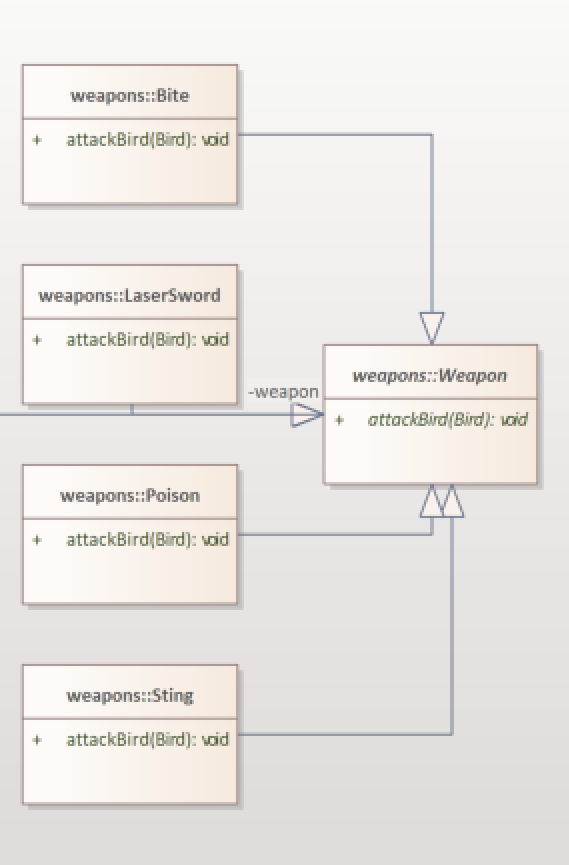 weapons::Bite
+ attackBird(Bird): void
weapons::LaserSword
+ attackBird(Bird): void
-weapon
weapons::Weapon
+ attackBird(Bird): void
weapons::Poison
+ attackBird(Bird): void
weapons::Sting
+ attackBird(Bird): void